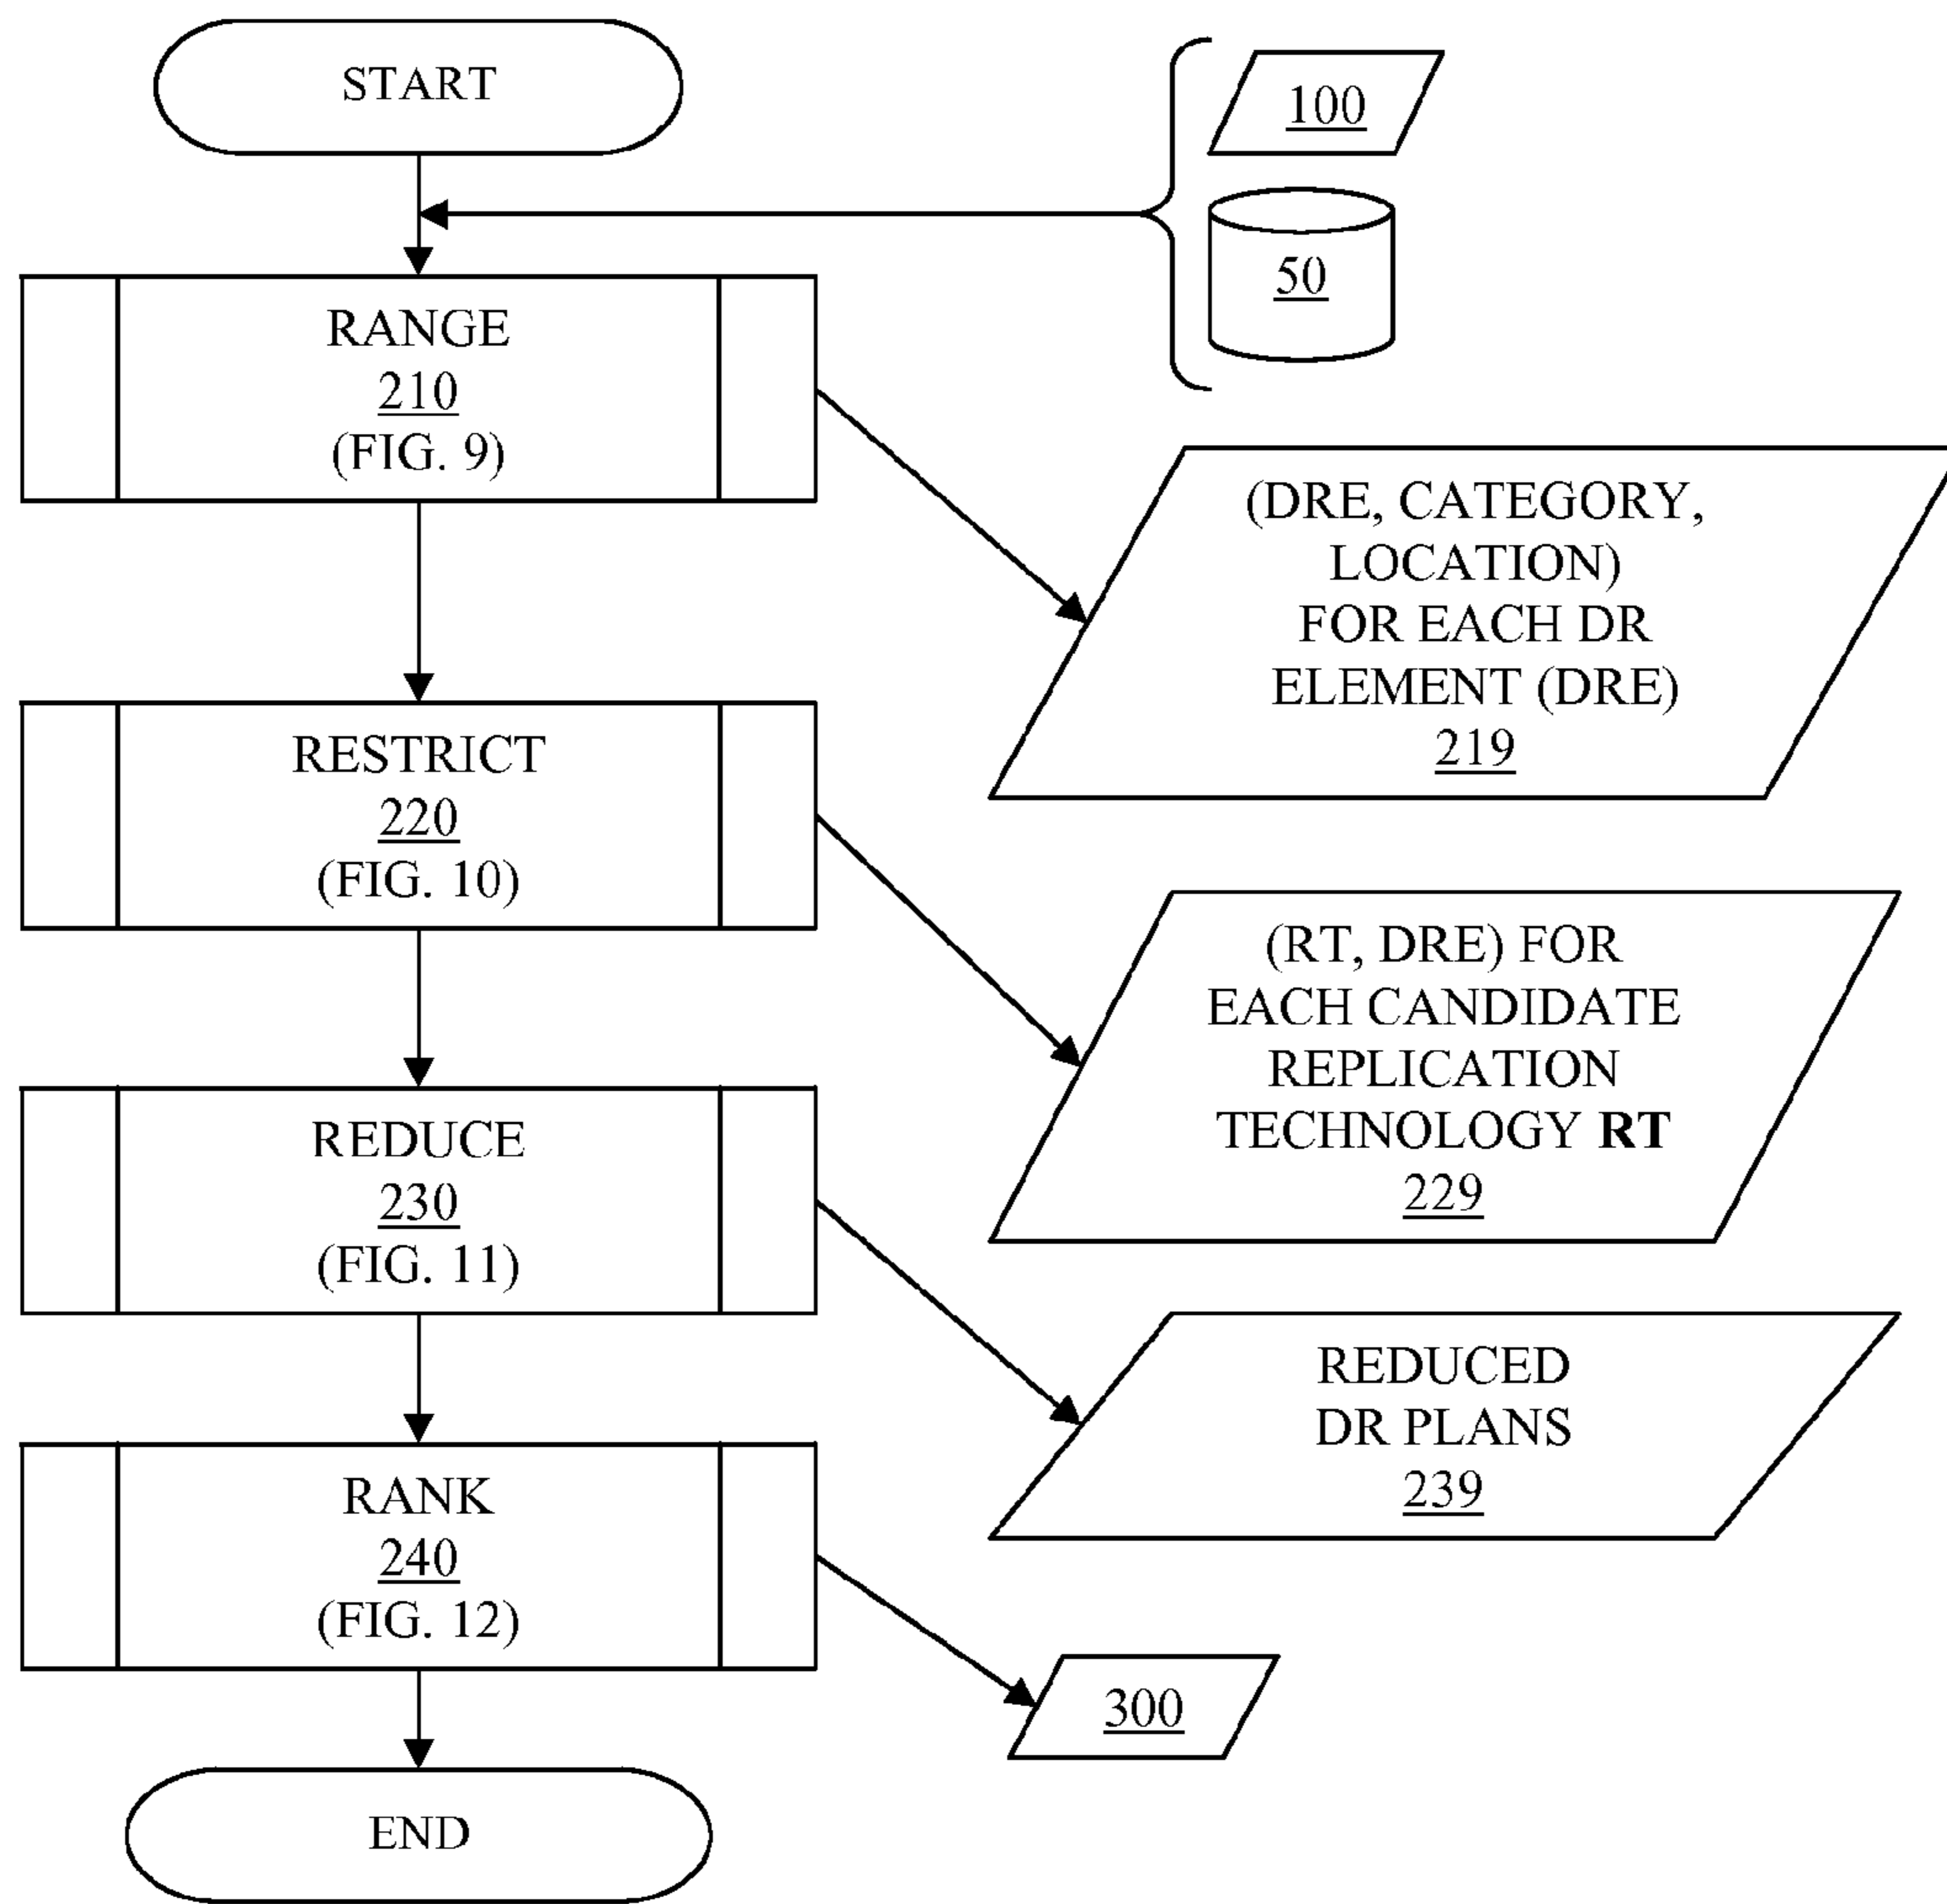 START
100
50
RANGE
210
(FIG. 9)
(DRE, CATEGORY,
LOCATION)
FOR EACH DR
ELEMENT (DRE)
219
RESTRICT
220
(FIG. 10)
(RT, DRE) FOR
EACH CANDIDATE
REPLICATION
TECHNOLOGY RT
229
REDUCE
230
(FIG. 11)
REDUCED
DR PLANS
239
RANK
240
(FIG. 12)
300
END